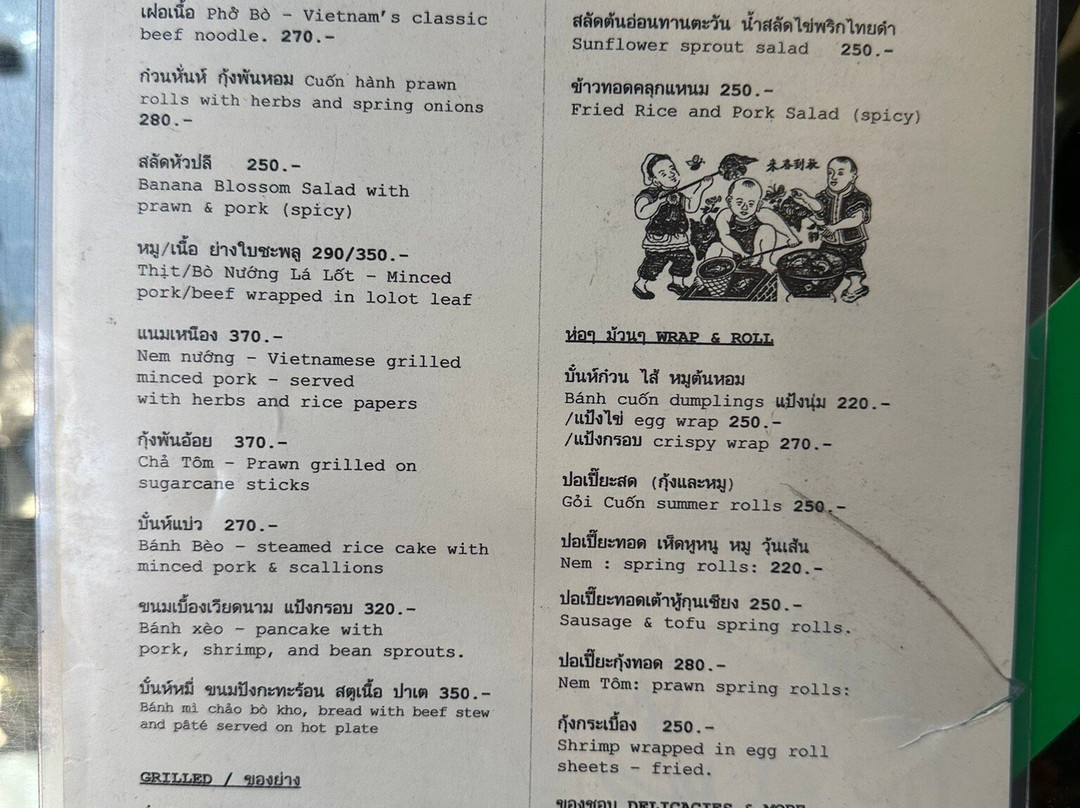 เฝอเนื้อ Phở Bò - Vietnam's classic
beef noodle. 270.-
ก๋วนหั่นห์ กุ้งพันหอม Cuốn hành prawn
rolls with herbs and spring onions
280.-
สลัดหัวปลี 250.-
Banana Blossom Salad with
prawn & pork (spicy)
หมู/เนื้อ ย่างใบชะพลู 290/350.-
Thịt/Bò Nướng Lá Lốt - Minced
pork/beef wrapped in lolot leaf
แนมเหนือง 370.-
Nem nướng - Vietnamese grilled
minced pork - served
with herbs and rice papers
กุ้งพันอ้อย 370.-
Chả Tôm - Prawn grilled on
sugarcane sticks
บั่นห์แบ่ว 270.-
Bánh Bèo - steamed rice cake with
minced pork & scallions
ขนมเบื้องเวียดนาม แป้งกรอบ 320.-
Bánh xèo - pancake with
pork, shrimp, and bean sprouts.
บั่นห์หมี่ ขนมปังกะทะร้อน สตูเนื้อ ปาเต 350.-
Bánh mì chảo bò kho, bread with beef stew
and pâté served on hot plate
GRILLED / ของย่าง
สลัดต้นอ่อนทานตะวัน น้ำสลัดไข่พริกไทยดำ
Sunflower sprout salad 250.-
ข้าวทอดคลุกแหนม 250.-
Fried Rice and Pork Salad (spicy)
ห่อๆ ม้วนๆ WRAP & ROLL
บั่นห์ก๋วน ไส้ หมูต้นหอม
Bánh cuốn dumplings แป้งนุ่ม 220.-
/แป้งไข่ egg wrap 250.-
/แป้งกรอบ crispy wrap 270.-
ปอเปี๊ยะสด (กุ้งและหมู)
Gỏi Cuốn summer rolls 250.-
ปอเปี๊ยะทอด เห็ดหูหนู หมู วุ้นเส้น
Nem : spring rolls: 220.-
ปอเปี๊ยะทอดเต้าหู้กุนเชียง 250.-
Sausage & tofu spring rolls.
ปอเปี๊ยะกุ้งทอด 280.-
Nem Tôm: prawn spring rolls:
กุ้งกระเบื้อง 250.-
Shrimp wrapped in egg roll
sheets - fried.
ของชอบ DELICACIES & MORE